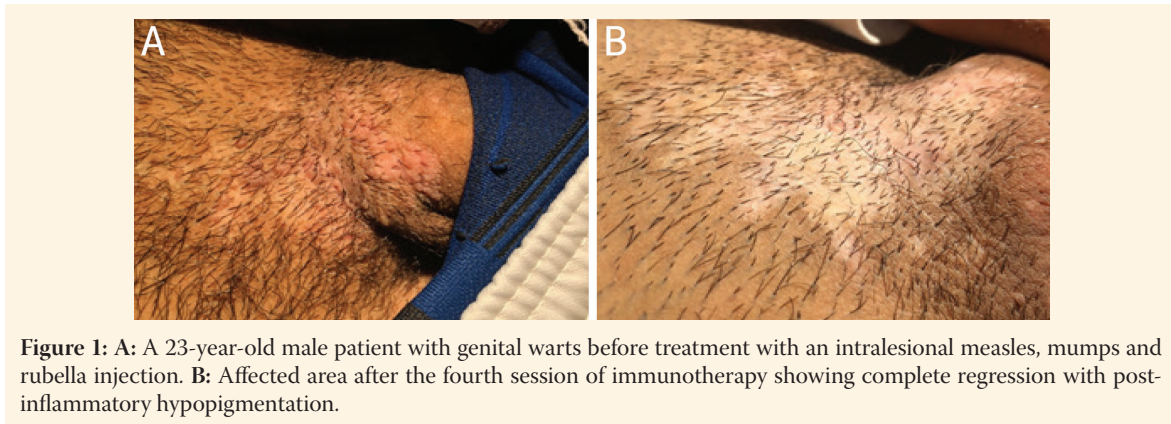 A
B
Figure 1: A: A 23-year-old male patient with genital warts before treatment with an intralesional measles, mumps and
rubella injection. B: Affected area after the fourth session of immunotherapy showing complete regression with post-
inflammatory hypopigmentation.